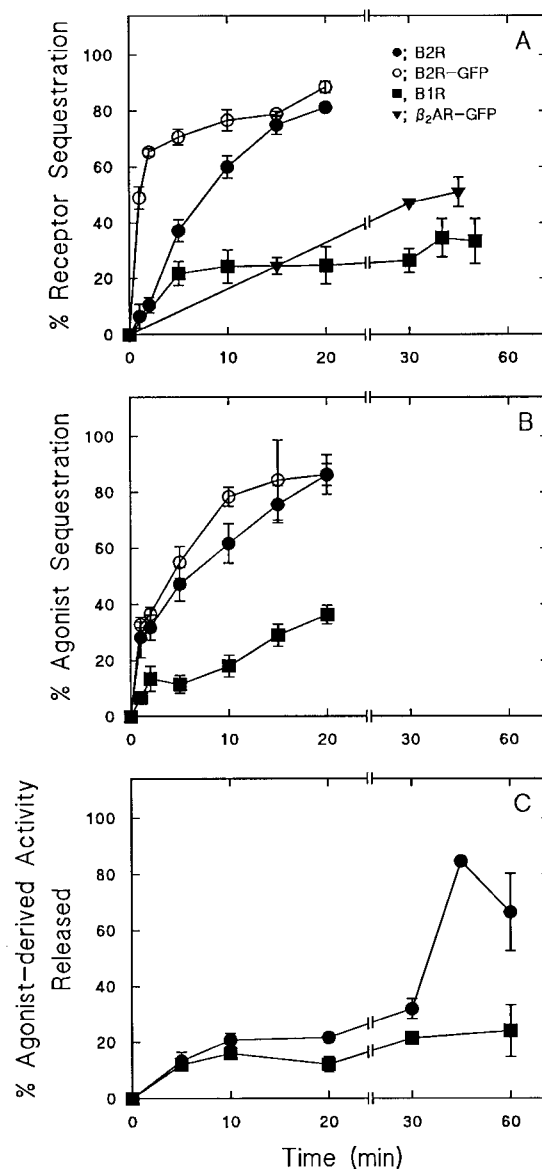 A
●; B2R
○; B2R-GFP
■; B1R
▼; β₂AR-GFP
% Receptor Sequestration
100
80
60
40
20
0
0 10 20 30 60
B
% Agonist Sequestration
100
80
60
40
20
0
0 10 20 30 60
C
% Agonist-derived Activity
Released
100
80
60
40
20
0
0 10 20 30 60
Time (min)